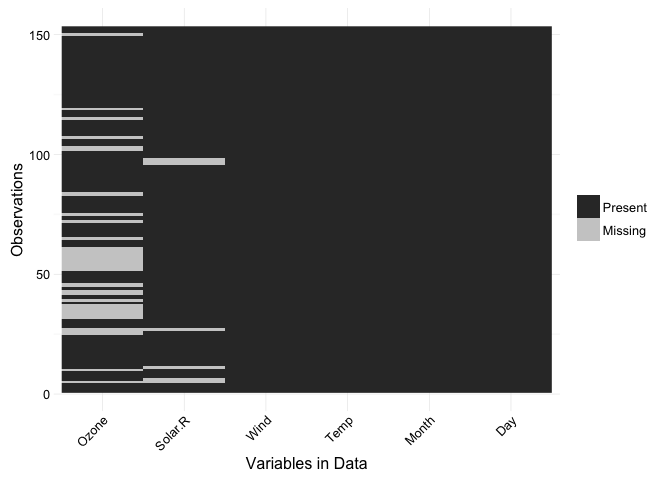 150
100
50
0
Observations
Ozone
Solar.R
Wind
Temp
Month
Day
Variables in Data
Present
Missing